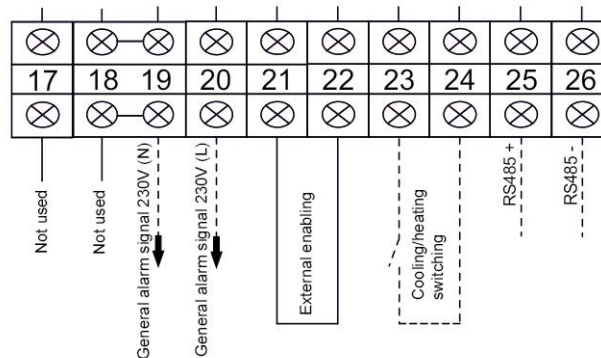 17 18 19 20 21 22 23 24 25 26
Not used
Not used
General alarm signal 230V (N)
General alarm signal 230V (L)
External enabling
Cooling/heating
switching
RS485 +
RS485 -